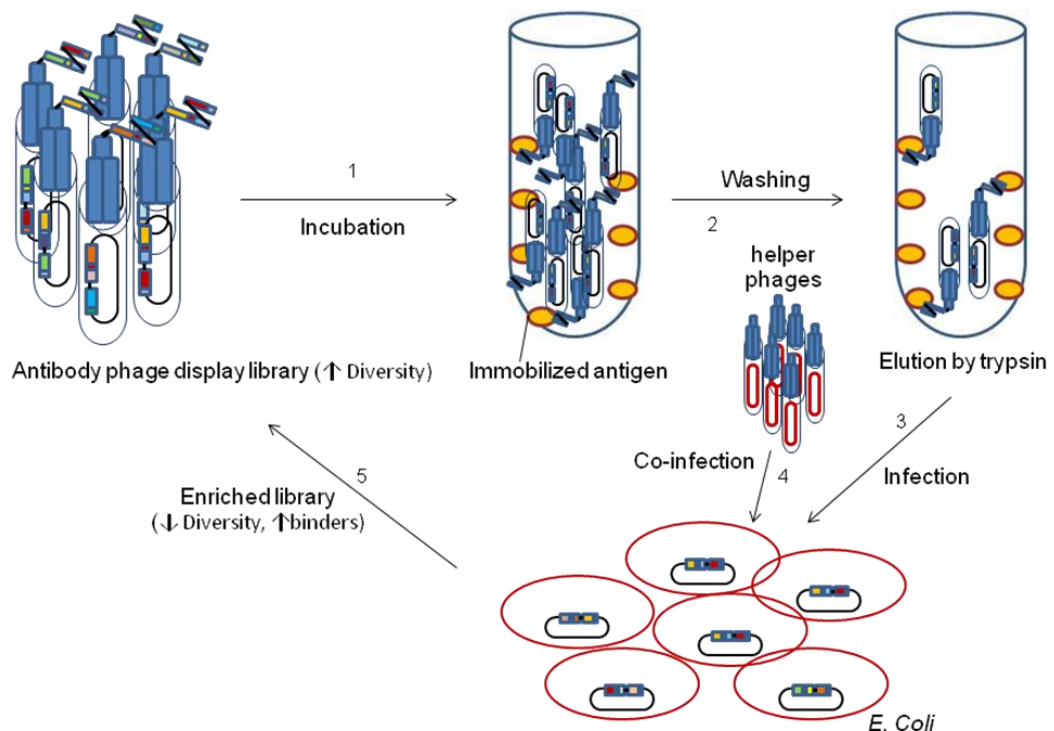 1
Incubation
Washing
2
helper
phages
Antibody phage display library (↑ Diversity)
Immobilized antigen
Elution by trypsin
3
Co-infection
4
Infection
5
Enriched library
(↓ Diversity, ↑binders)
E. Coli